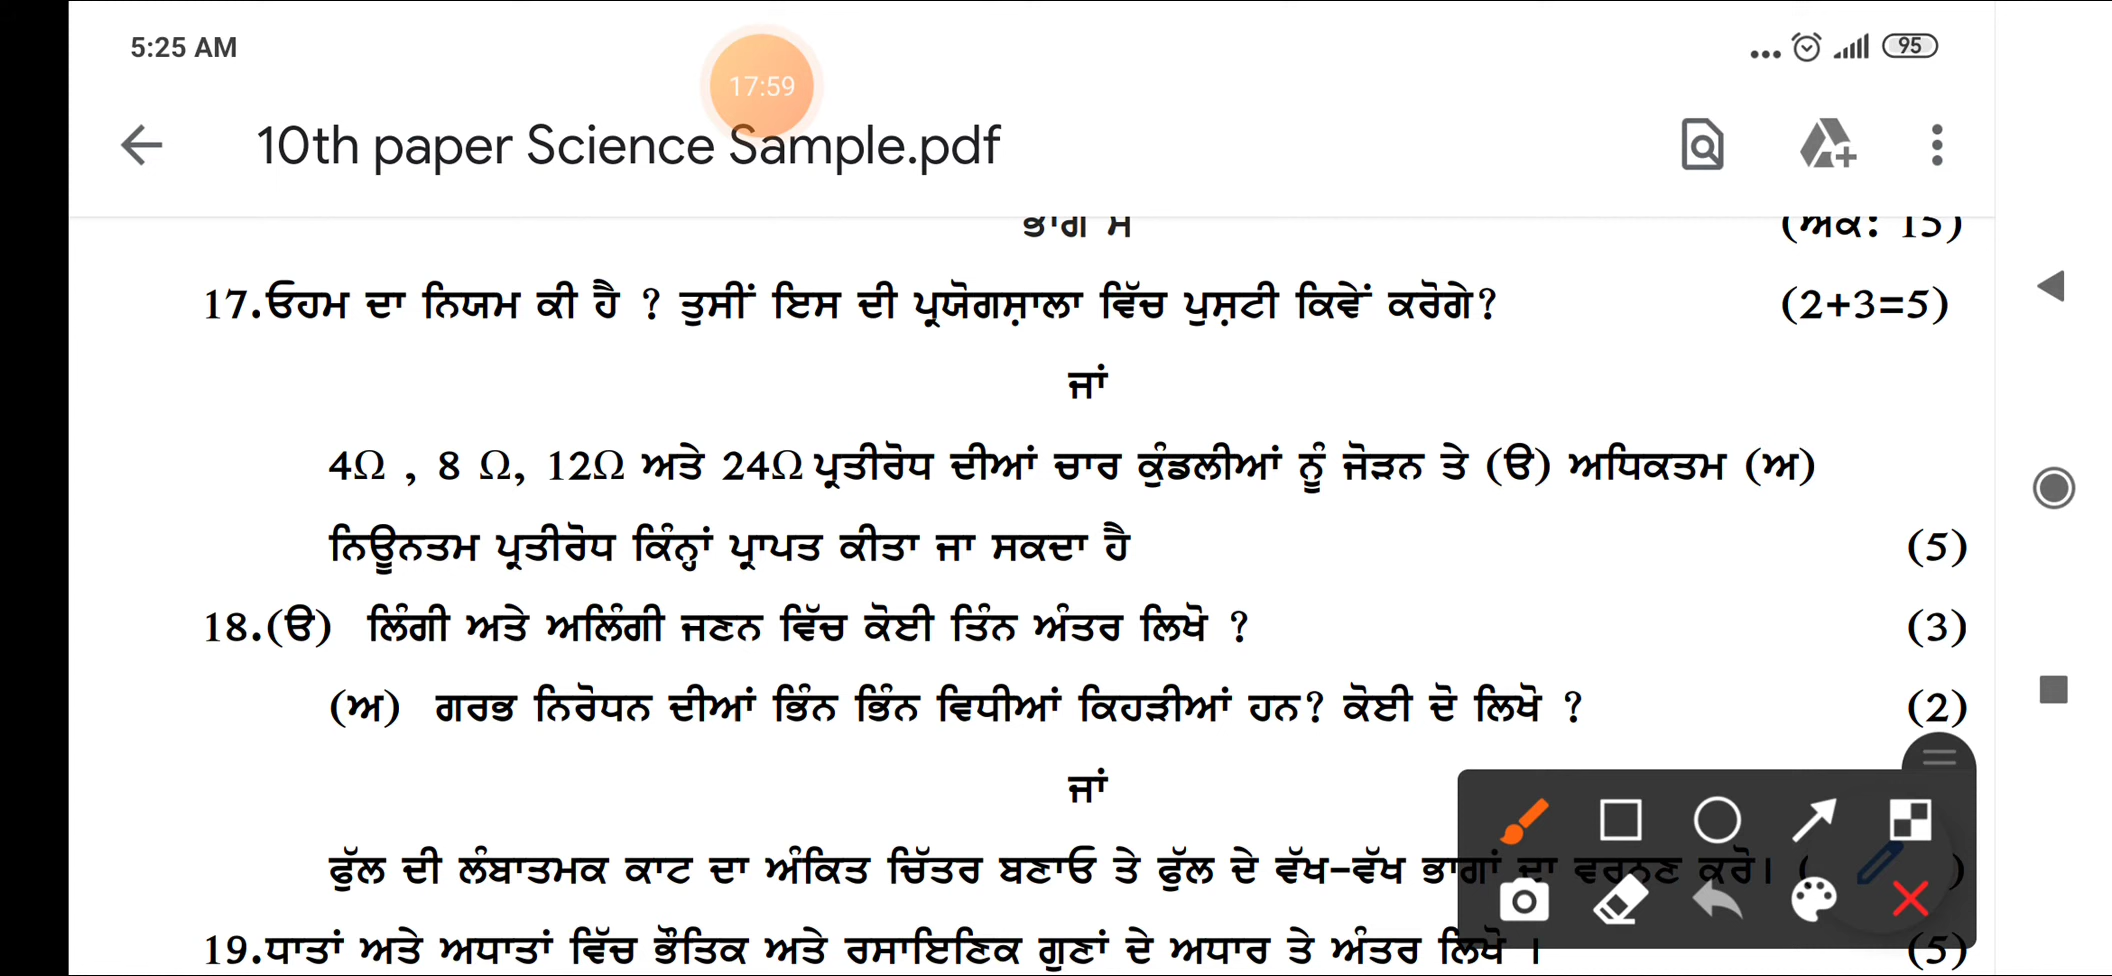 5:25 AM
17:59
95
10th paper Science Sample.pdf
ਭਾਗ ਸ (ਅੰਕ: 15)
17.ਓਹਮ ਦਾ ਨਿਯਮ ਕੀ ਹੈ ? ਤੁਸੀਂ ਇਸ ਦੀ ਪ੍ਰਯੋਗਸ਼ਾਲਾ ਵਿੱਚ ਪੁਸ਼ਟੀ ਕਿਵੇਂ ਕਰੋਗੇ? (2+3=5)
ਜਾਂ
4Ω , 8 Ω, 12Ω ਅਤੇ 24Ω ਪ੍ਰਤੀਰੋਧ ਦੀਆਂ ਚਾਰ ਕੁੰਡਲੀਆਂ ਨੂੰ ਜੋੜਨ ਤੇ (ੳ) ਅਧਿਕਤਮ (ਅ)
ਨਿਊਨਤਮ ਪ੍ਰਤੀਰੋਧ ਕਿੰਨ੍ਹਾਂ ਪ੍ਰਾਪਤ ਕੀਤਾ ਜਾ ਸਕਦਾ ਹੈ (5)
18.(ੳ) ਲਿੰਗੀ ਅਤੇ ਅਲਿੰਗੀ ਜਣਨ ਵਿੱਚ ਕੋਈ ਤਿੰਨ ਅੰਤਰ ਲਿਖੋ ? (3)
(ਅ) ਗਰਭ ਨਿਰੋਧਨ ਦੀਆਂ ਭਿੰਨ ਭਿੰਨ ਵਿਧੀਆਂ ਕਿਹੜੀਆਂ ਹਨ? ਕੋਈ ਦੋ ਲਿਖੋ ? (2)
ਜਾਂ
ਫੁੱਲ ਦੀ ਲੰਬਾਤਮਕ ਕਾਟ ਦਾ ਅੰਕਿਤ ਚਿੱਤਰ ਬਣਾਓ ਤੇ ਫੁੱਲ ਦੇ ਵੱਖ-ਵੱਖ ਭਾਗਾਂ ਦਾ ਵਰਨਣ ਕਰੋ। ( )
19.ਧਾਤਾਂ ਅਤੇ ਅਧਾਤਾਂ ਵਿੱਚ ਭੌਤਿਕ ਅਤੇ ਰਸਾਇਣਿਕ ਗੁਣਾਂ ਦੇ ਅਧਾਰ ਤੇ ਅੰਤਰ ਲਿਖੋ । (5)